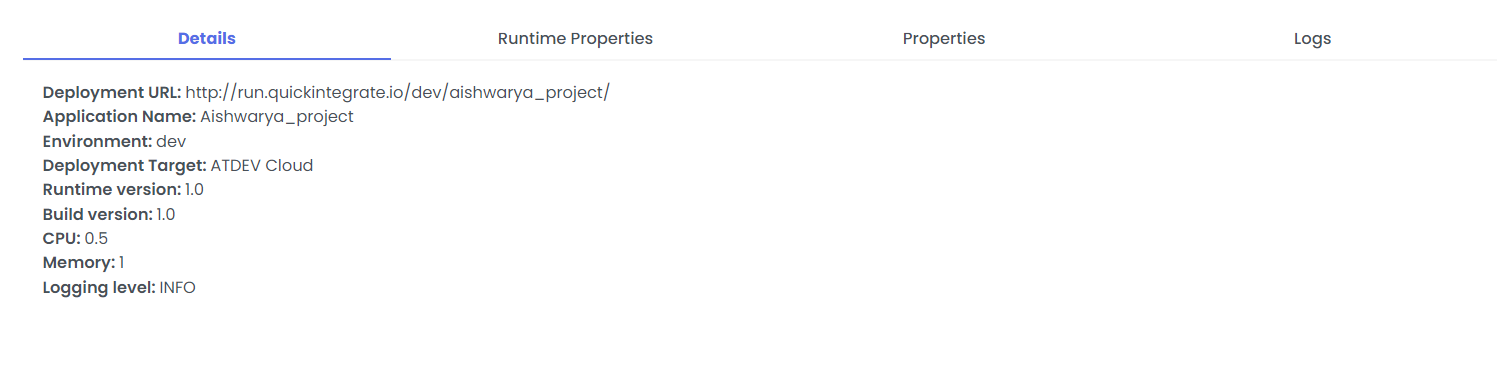 Details Runtime Properties Properties Logs
Deployment URL: http://run.quickintegrate.io/dev/aishwarya_project/
Application Name: Aishwarya_project
Environment: dev
Deployment Target: ATDEV Cloud
Runtime version: 1.0
Build version: 1.0
CPU: 0.5
Memory: 1
Logging level: INFO